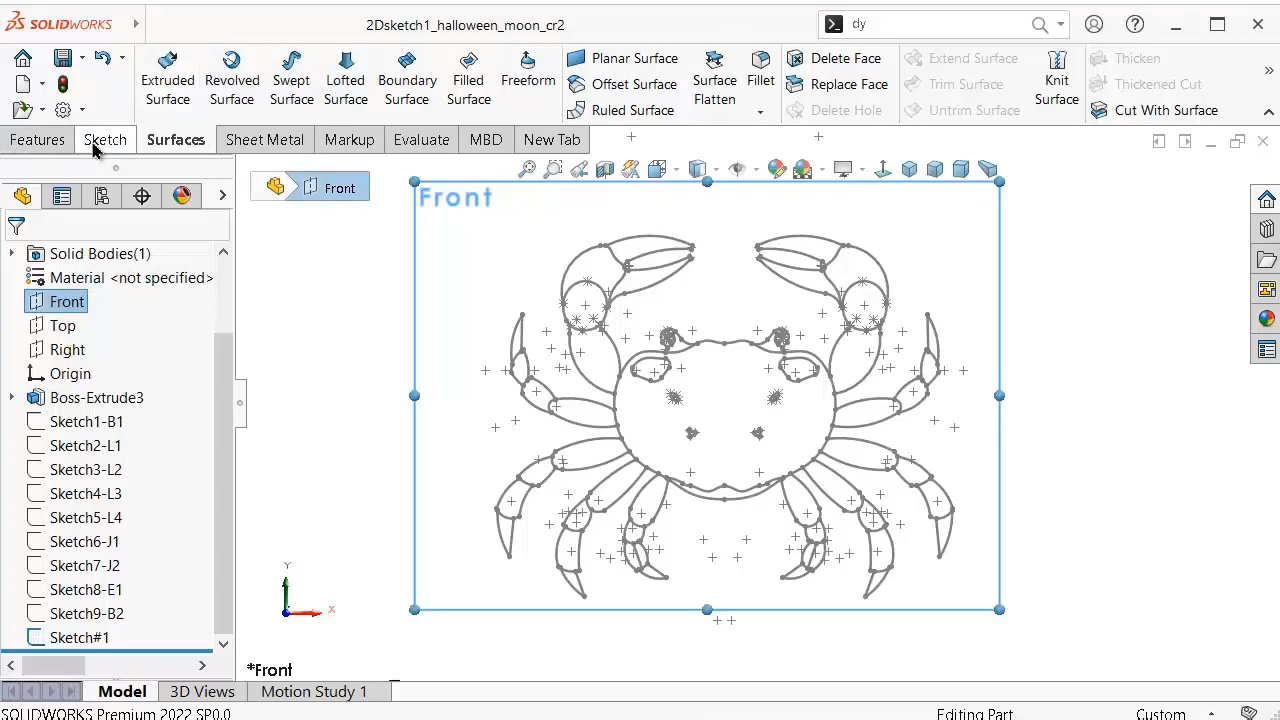 SOLIDWORKS
2Dsketch1_halloween_moon_cr2
dy
Extruded Surface
Revolved Surface
Swept Surface
Lofted Surface
Boundary Surface
Filled Surface
Freeform
Planar Surface
Offset Surface
Ruled Surface
Surface Flatten
Fillet
Delete Face
Replace Face
Delete Hole
Extend Surface
Trim Surface
Untrim Surface
Knit Surface
Thicken
Thickened Cut
Cut With Surface
Features
Sketch
Surfaces
Sheet Metal
Markup
Evaluate
MBD
New Tab
Front
Front
Solid Bodies(1)
Material <not specified>
Front
Top
Right
Origin
Boss-Extrude3
Sketch1-B1
Sketch2-L1
Sketch3-L2
Sketch4-L3
Sketch5-L4
Sketch6-J1
Sketch7-J2
Sketch8-E1
Sketch9-B2
Sketch#1
Y
X
*Front
Model
3D Views
Motion Study 1
SOLIDWORKS Premium 2022 SP0.0
Editing Part
Custom